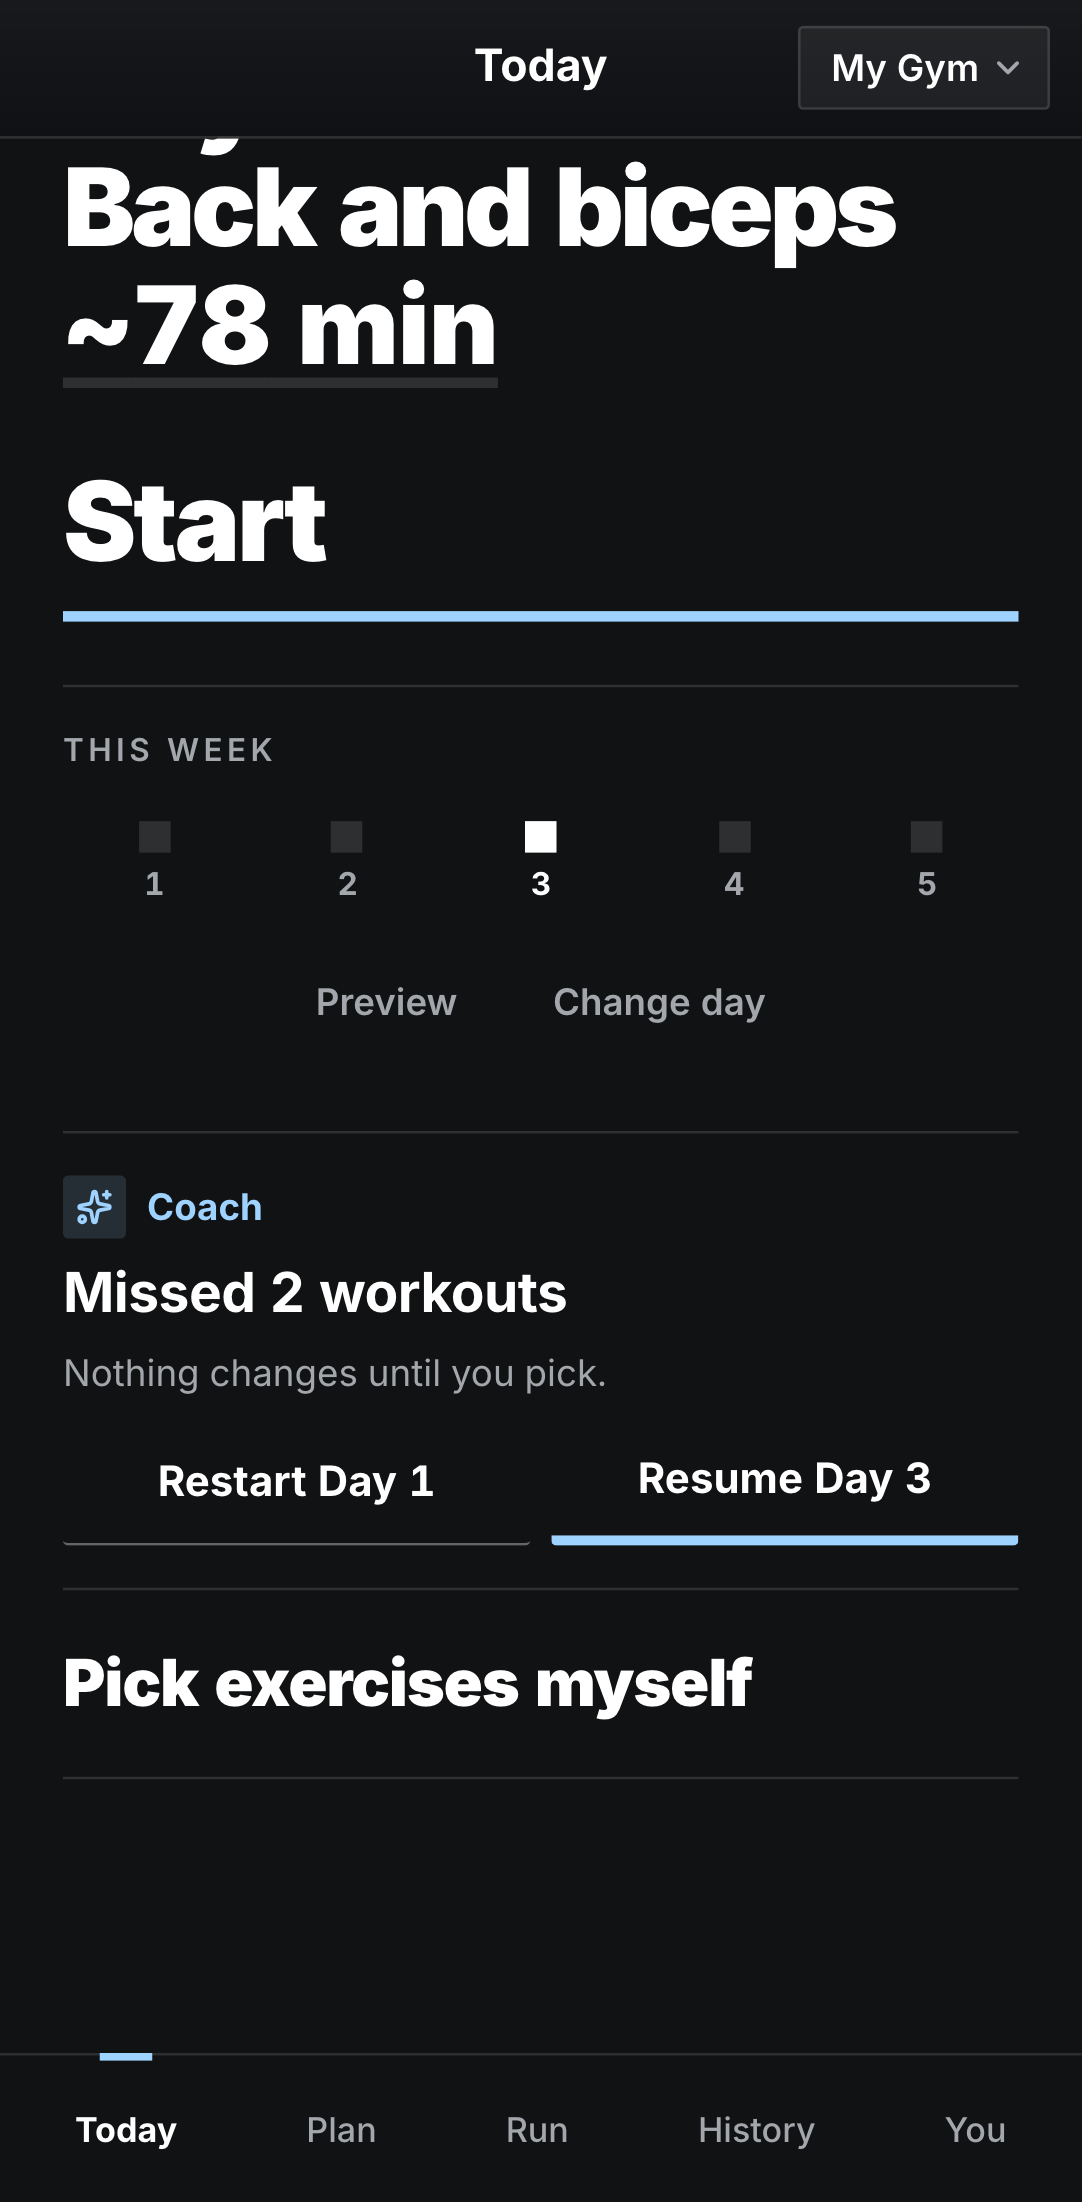 Today
My Gym
Back and biceps
~78 min
Start
THIS WEEK
1 2 3 4 5
Preview Change day
Coach
Missed 2 workouts
Nothing changes until you pick.
Restart Day 1 Resume Day 3
Pick exercises myself
Today Plan Run History You